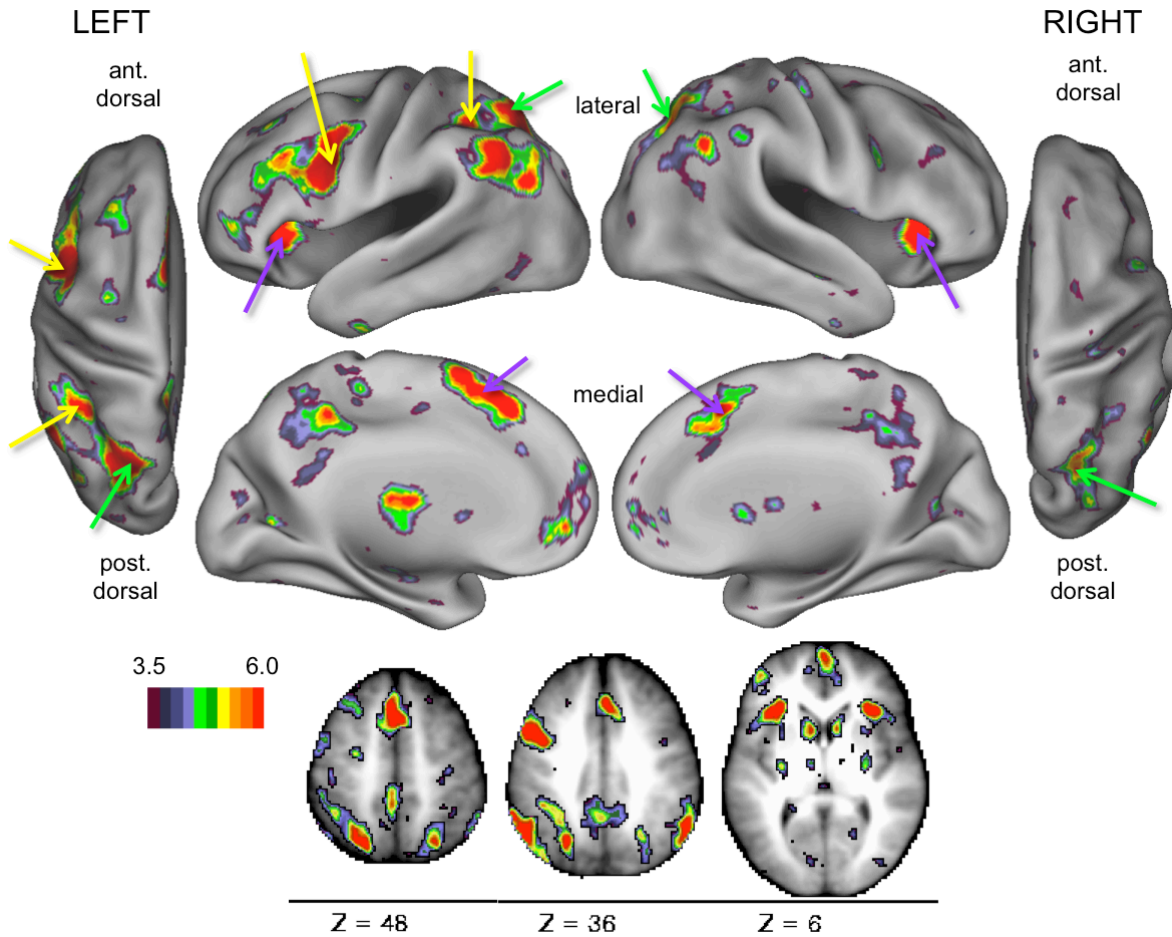 LEFT
RIGHT
ant.
dorsal
ant.
dorsal
lateral
medial
post.
dorsal
post.
dorsal
3.5 6.0
Z = 48 Z = 36 Z = 6